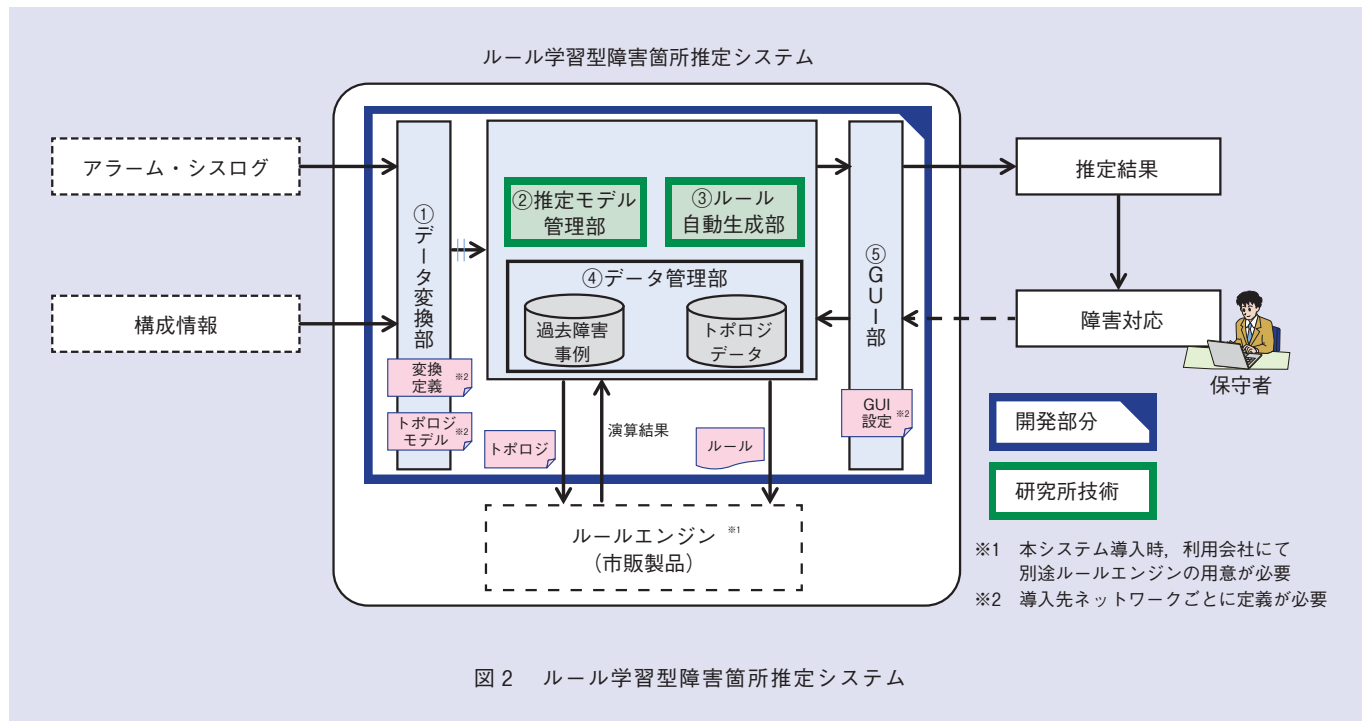 ルール学習型障害箇所推定システム
アラーム・シスログ
構成情報
①データ変換部
変換
定義 ※2
トポロジ
モデル ※2
②推定モデル
管理部
③ルール
自動生成部
④データ管理部
過去障害
事例
トポロジ
データ
⑤GUI部
GUI
設定 ※2
トポロジ
演算結果
ルール
ルールエンジン ※1
（市販製品）
推定結果
障害対応
保守者
開発部分
研究所技術
※1 本システム導入時，利用会社にて
別途ルールエンジンの用意が必要
※2 導入先ネットワークごとに定義が必要
図2 ルール学習型障害箇所推定システム